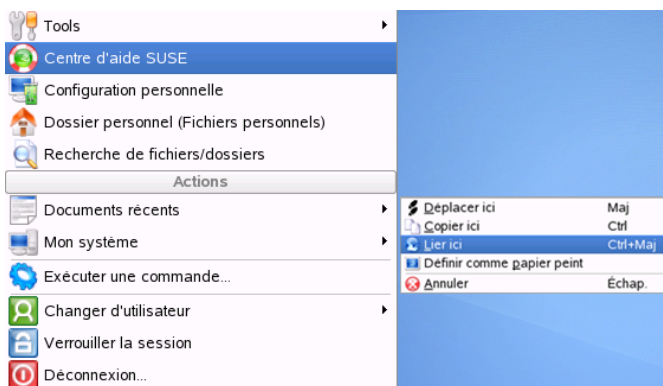 Tools
Centre d'aide SUSE
Configuration personnelle
Dossier personnel (Fichiers personnels)
Recherche de fichiers/dossiers
Actions
Documents récents
Mon système
Exécuter une commande...
Changer d'utilisateur
Verrouiller la session
Déconnexion...
Déplacer ici Maj
Copier ici Ctrl
Lier ici Ctrl+Maj
Définir comme papier peint
Annuler Échap.